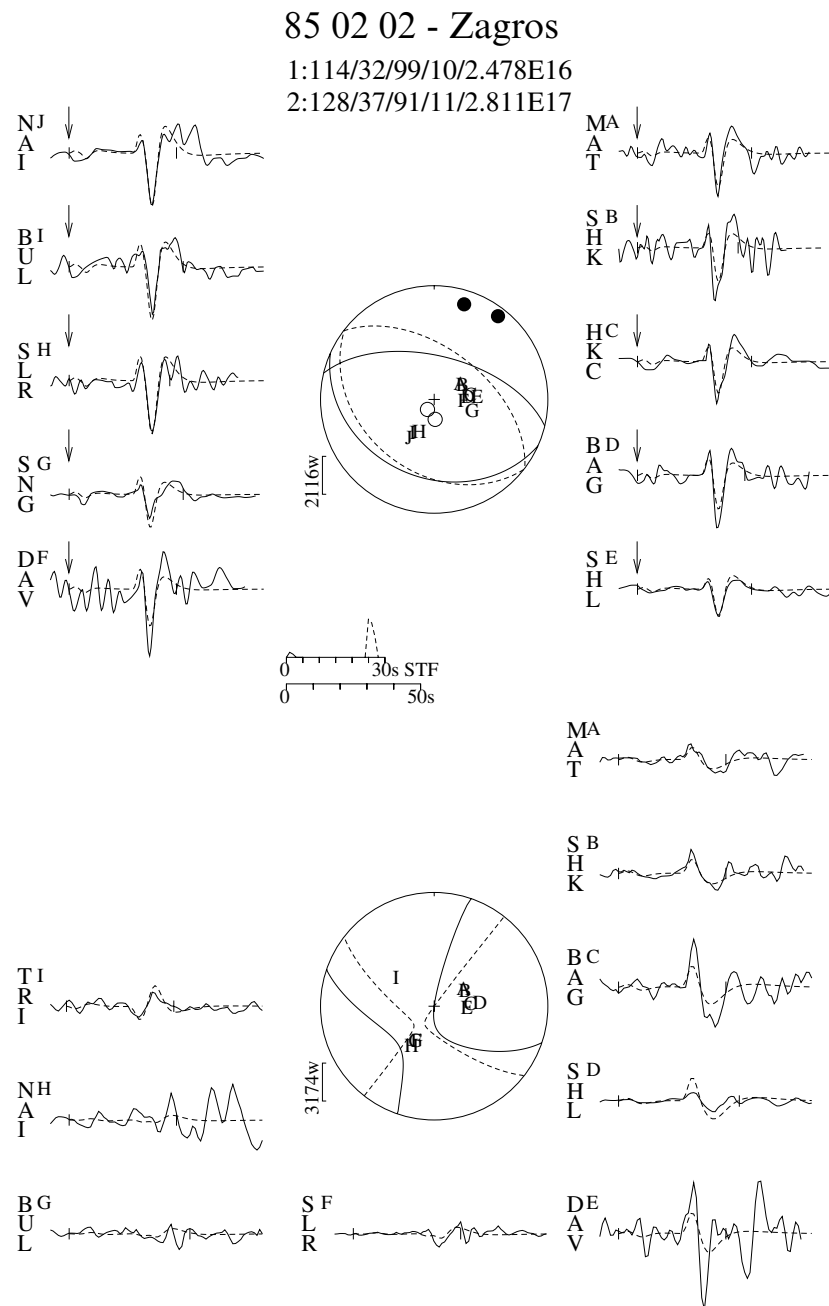 85 02 02 - Zagros
1:114/32/99/10/2.478E16
2:128/37/91/11/2.811E17
NAI J
MAT A
BUL I
SHK B
SLR H
HKC C
SNG G
BAG D
DAV F
SHL E
A
B
C
D
E
F
G
H
I
J
2116w
0 30s STF
0 50s
MAT A
SHK B
TRI I
BAG C
NAI H
SHL D
I
A
B
C
D
E
G
H
3174w
BUL G
SLR F
DAV E